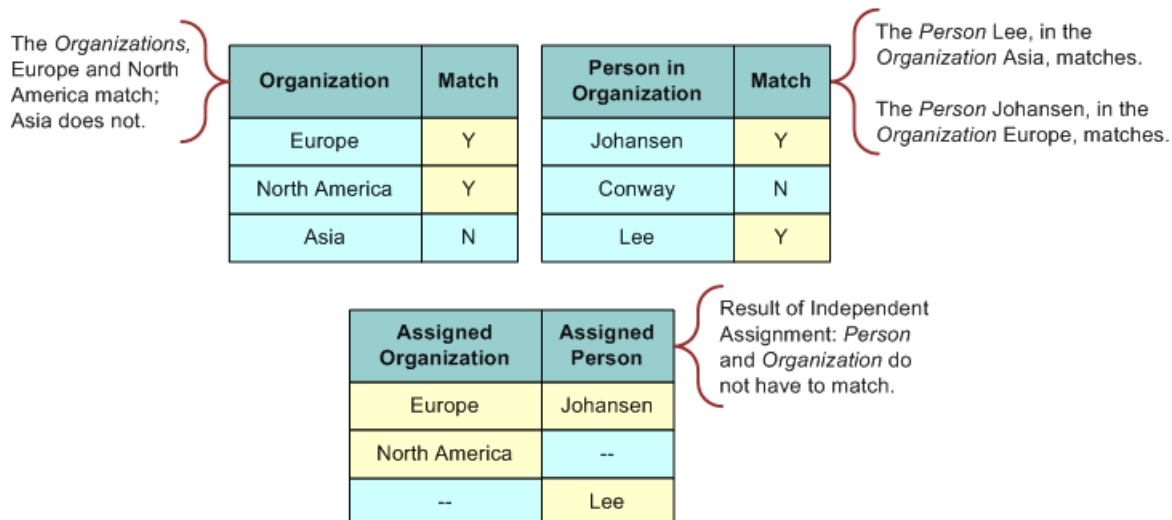 The Organizations,
Europe and North
America match;
Asia does not.
Organization Match
Europe Y
North America Y
Asia N
Person in
Organization
Match
Johansen Y
Conway N
Lee Y
The Person Lee, in the
Organization Asia, matches.
The Person Johansen, in the
Organization Europe, matches.
Assigned
Organization
Assigned
Person
Europe Johansen
North America --
-- Lee
Result of Independent
Assignment: Person
and Organization do
not have to match.